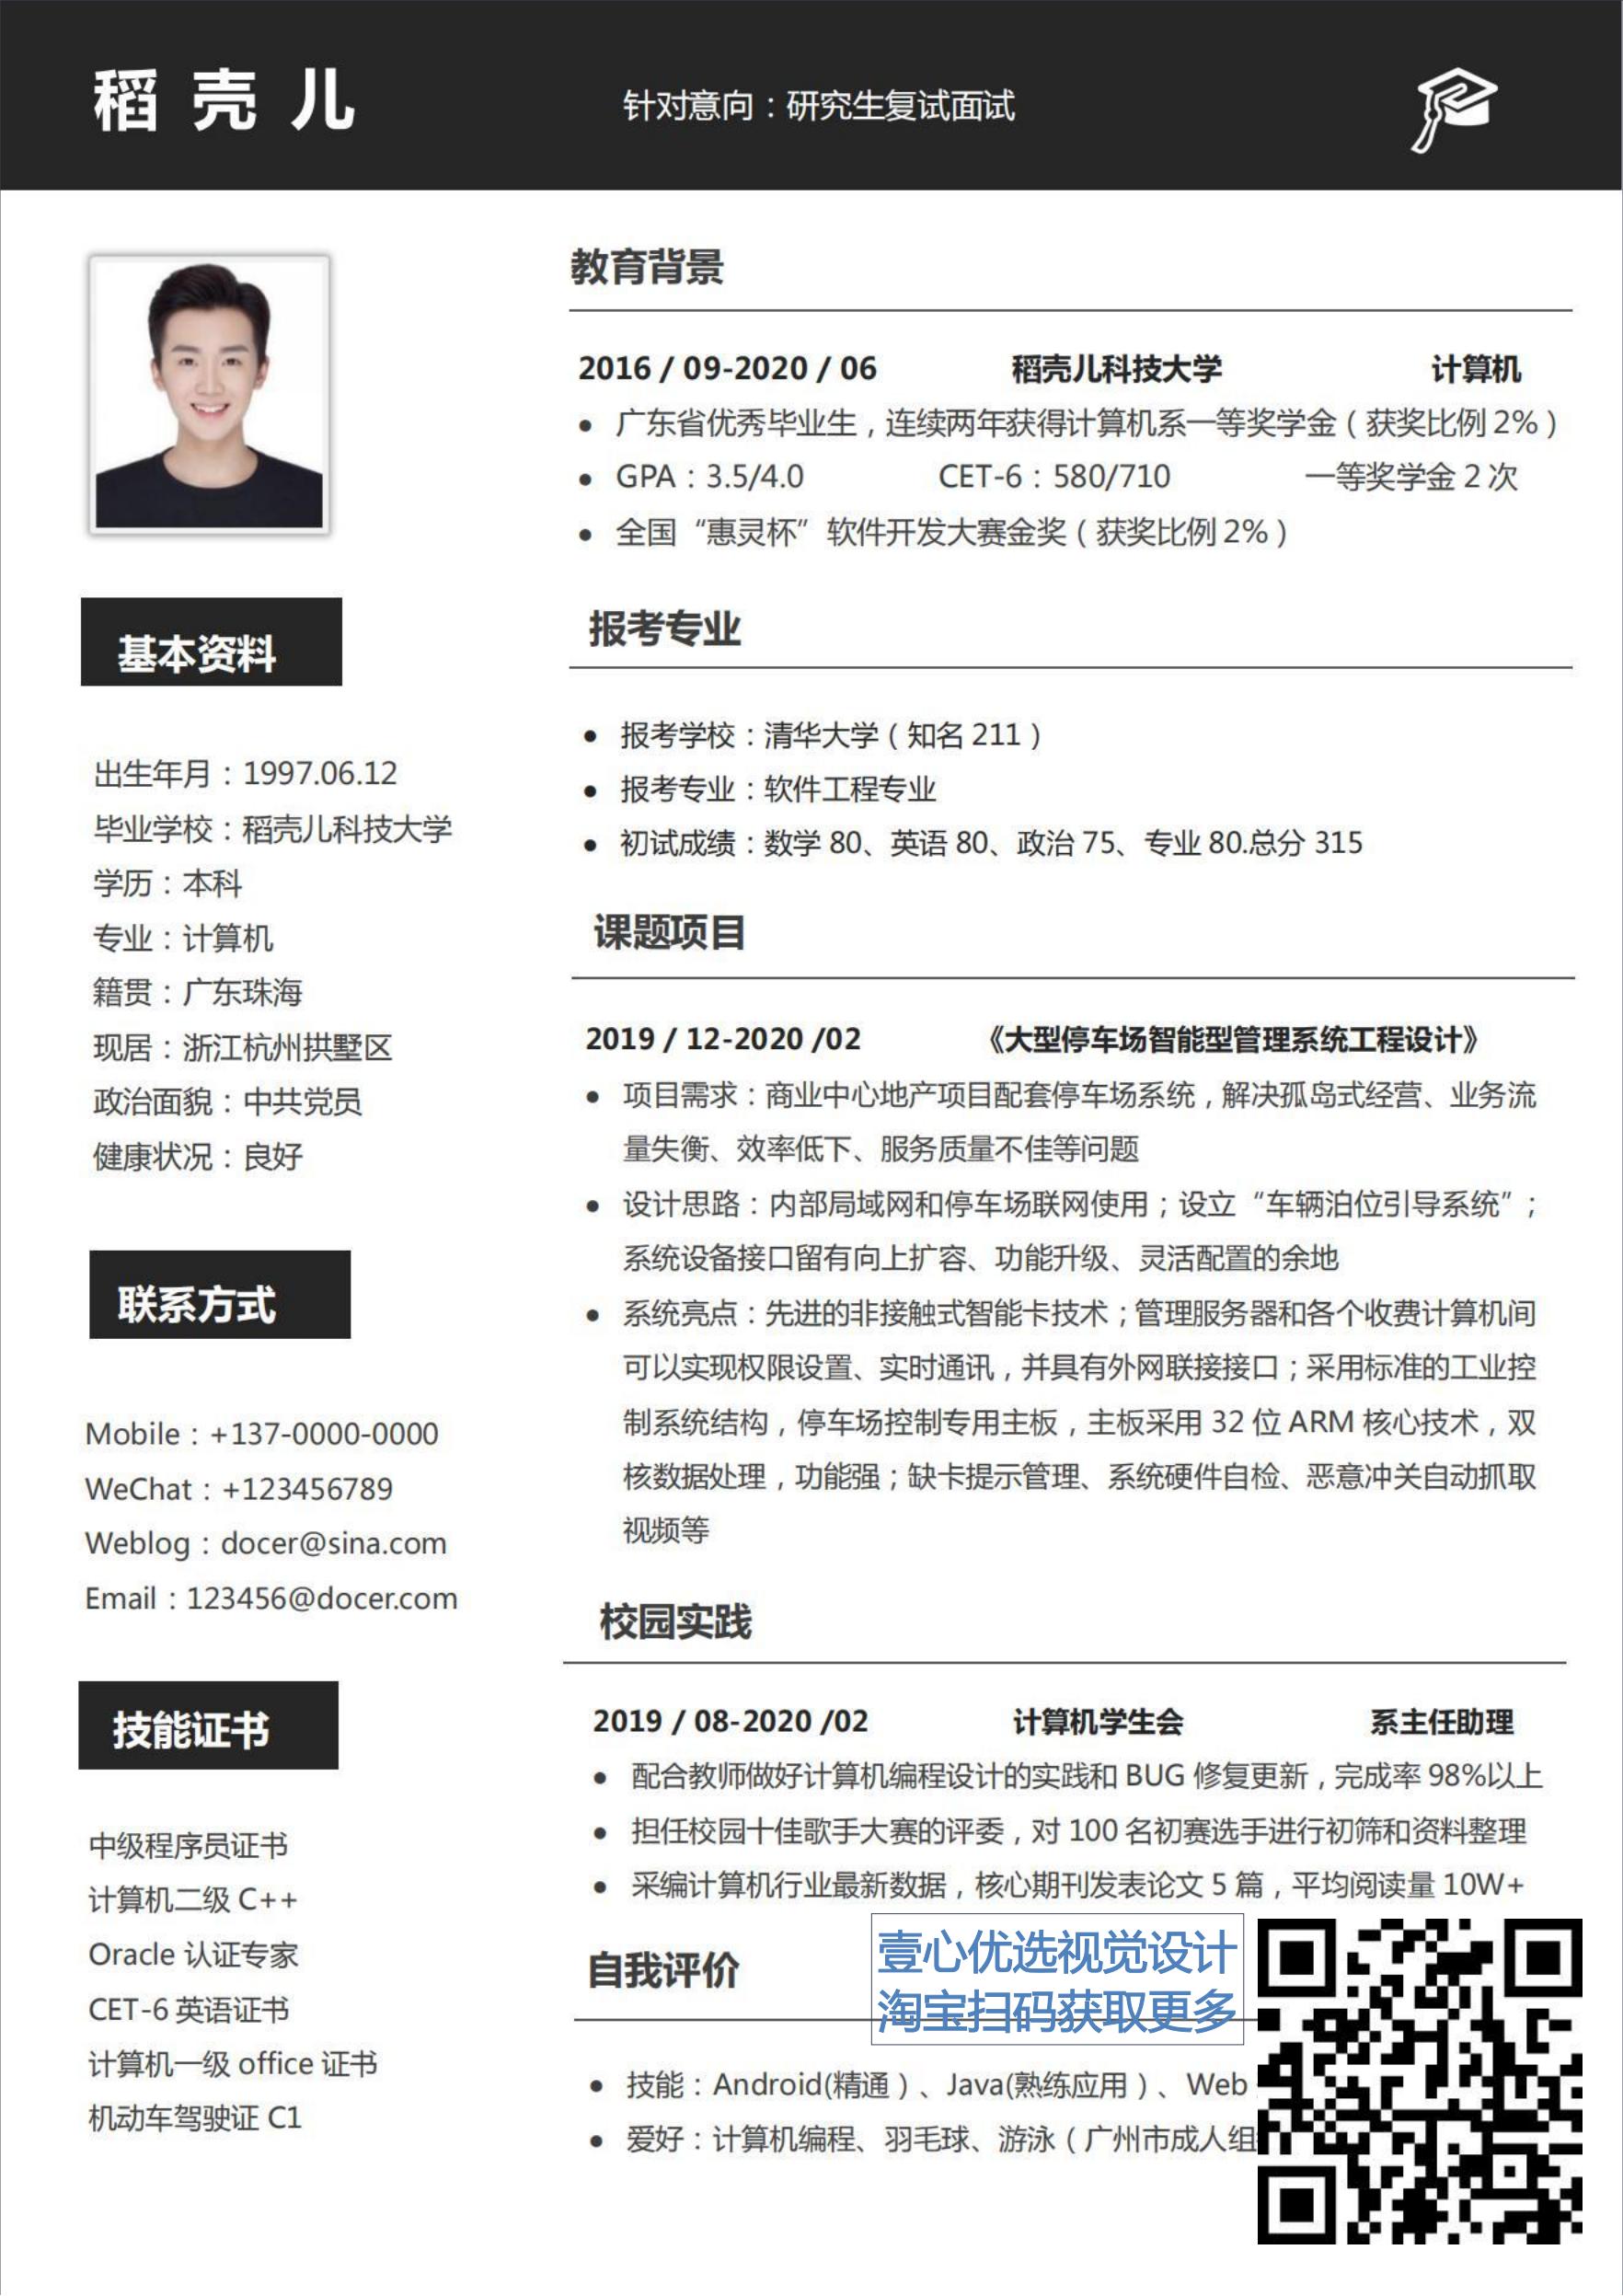 稻壳儿
针对意向：研究生复试面试
基本资料
出生年月：1997.06.12
毕业学校：稻壳儿科技大学
学历：本科
专业：计算机
籍贯：广东珠海
现居：浙江杭州拱墅区
政治面貌：中共党员
健康状况：良好
联系方式
Mobile：+137-0000-0000
WeChat：+123456789
Weblog：docer@sina.com
Email：123456@docer.com
技能证书
中级程序员证书
计算机二级 C++
Oracle 认证专家
CET-6 英语证书
计算机一级 office 证书
机动车驾驶证 C1
教育背景
2016 / 09-2020 / 06 稻壳儿科技大学 计算机
● 广东省优秀毕业生，连续两年获得计算机系一等奖学金（获奖比例 2%）
● GPA：3.5/4.0 CET-6：580/710 一等奖学金 2 次
● 全国“惠灵杯”软件开发大赛金奖（获奖比例 2%）
报考专业
● 报考学校：清华大学（知名 211）
● 报考专业：软件工程专业
● 初试成绩：数学 80、英语 80、政治 75、专业 80.总分 315
课题项目
2019 / 12-2020 /02 《大型停车场智能型管理系统工程设计》
● 项目需求：商业中心地产项目配套停车场系统，解决孤岛式经营、业务流
量失衡、效率低下、服务质量不佳等问题
● 设计思路：内部局域网和停车场联网使用；设立“车辆泊位引导系统”；
系统设备接口留有向上扩容、功能升级、灵活配置的余地
● 系统亮点：先进的非接触式智能卡技术；管理服务器和各个收费计算机间
可以实现权限设置、实时通讯，并具有外网联接接口；采用标准的工业控
制系统结构，停车场控制专用主板，主板采用 32 位 ARM 核心技术，双
核数据处理，功能强；缺卡提示管理、系统硬件自检、恶意冲关自动抓取
视频等
校园实践
2019 / 08-2020 /02 计算机学生会 系主任助理
● 配合教师做好计算机编程设计的实践和 BUG 修复更新，完成率 98%以上
● 担任校园十佳歌手大赛的评委，对 100 名初赛选手进行初筛和资料整理
● 采编计算机行业最新数据，核心期刊发表论文 5 篇，平均阅读量 10W+
自我评价
壹心优选视觉设计
淘宝扫码获取更多
● 技能：Android(精通）、Java(熟练应用）、Web
● 爱好：计算机编程、羽毛球、游泳（广州市成人组